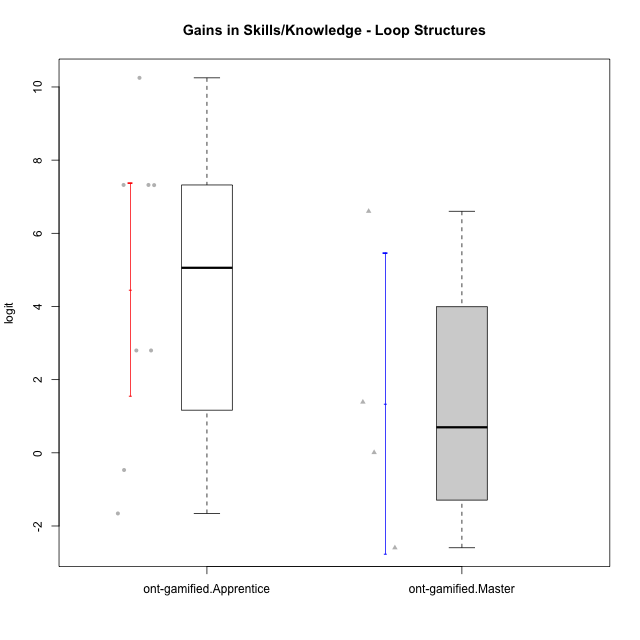 Gains in Skills/Knowledge - Loop Structures
logit
10
8
6
4
2
0
-2
ont-gamified.Apprentice
ont-gamified.Master